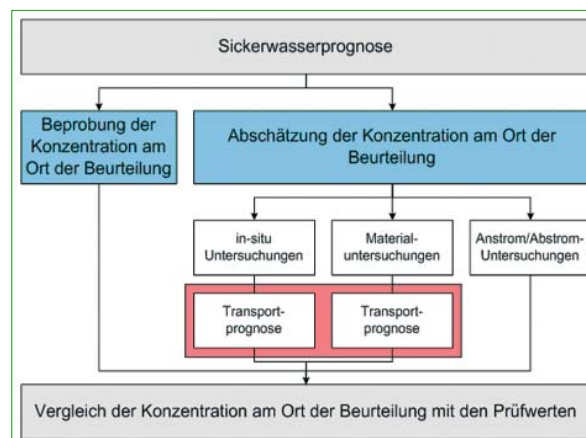 Sickerwasserprognose
Beprobung der
Konzentration am
Ort der Beurteilung
Abschätzung der Konzentration am Ort der
Beurteilung
in-situ
Untersuchungen
Material-
untersuchungen
Anstrom/Abstrom-
Untersuchungen
Transport-
prognose
Transport-
prognose
Vergleich der Konzentration am Ort der Beurteilung mit den Prüfwerten